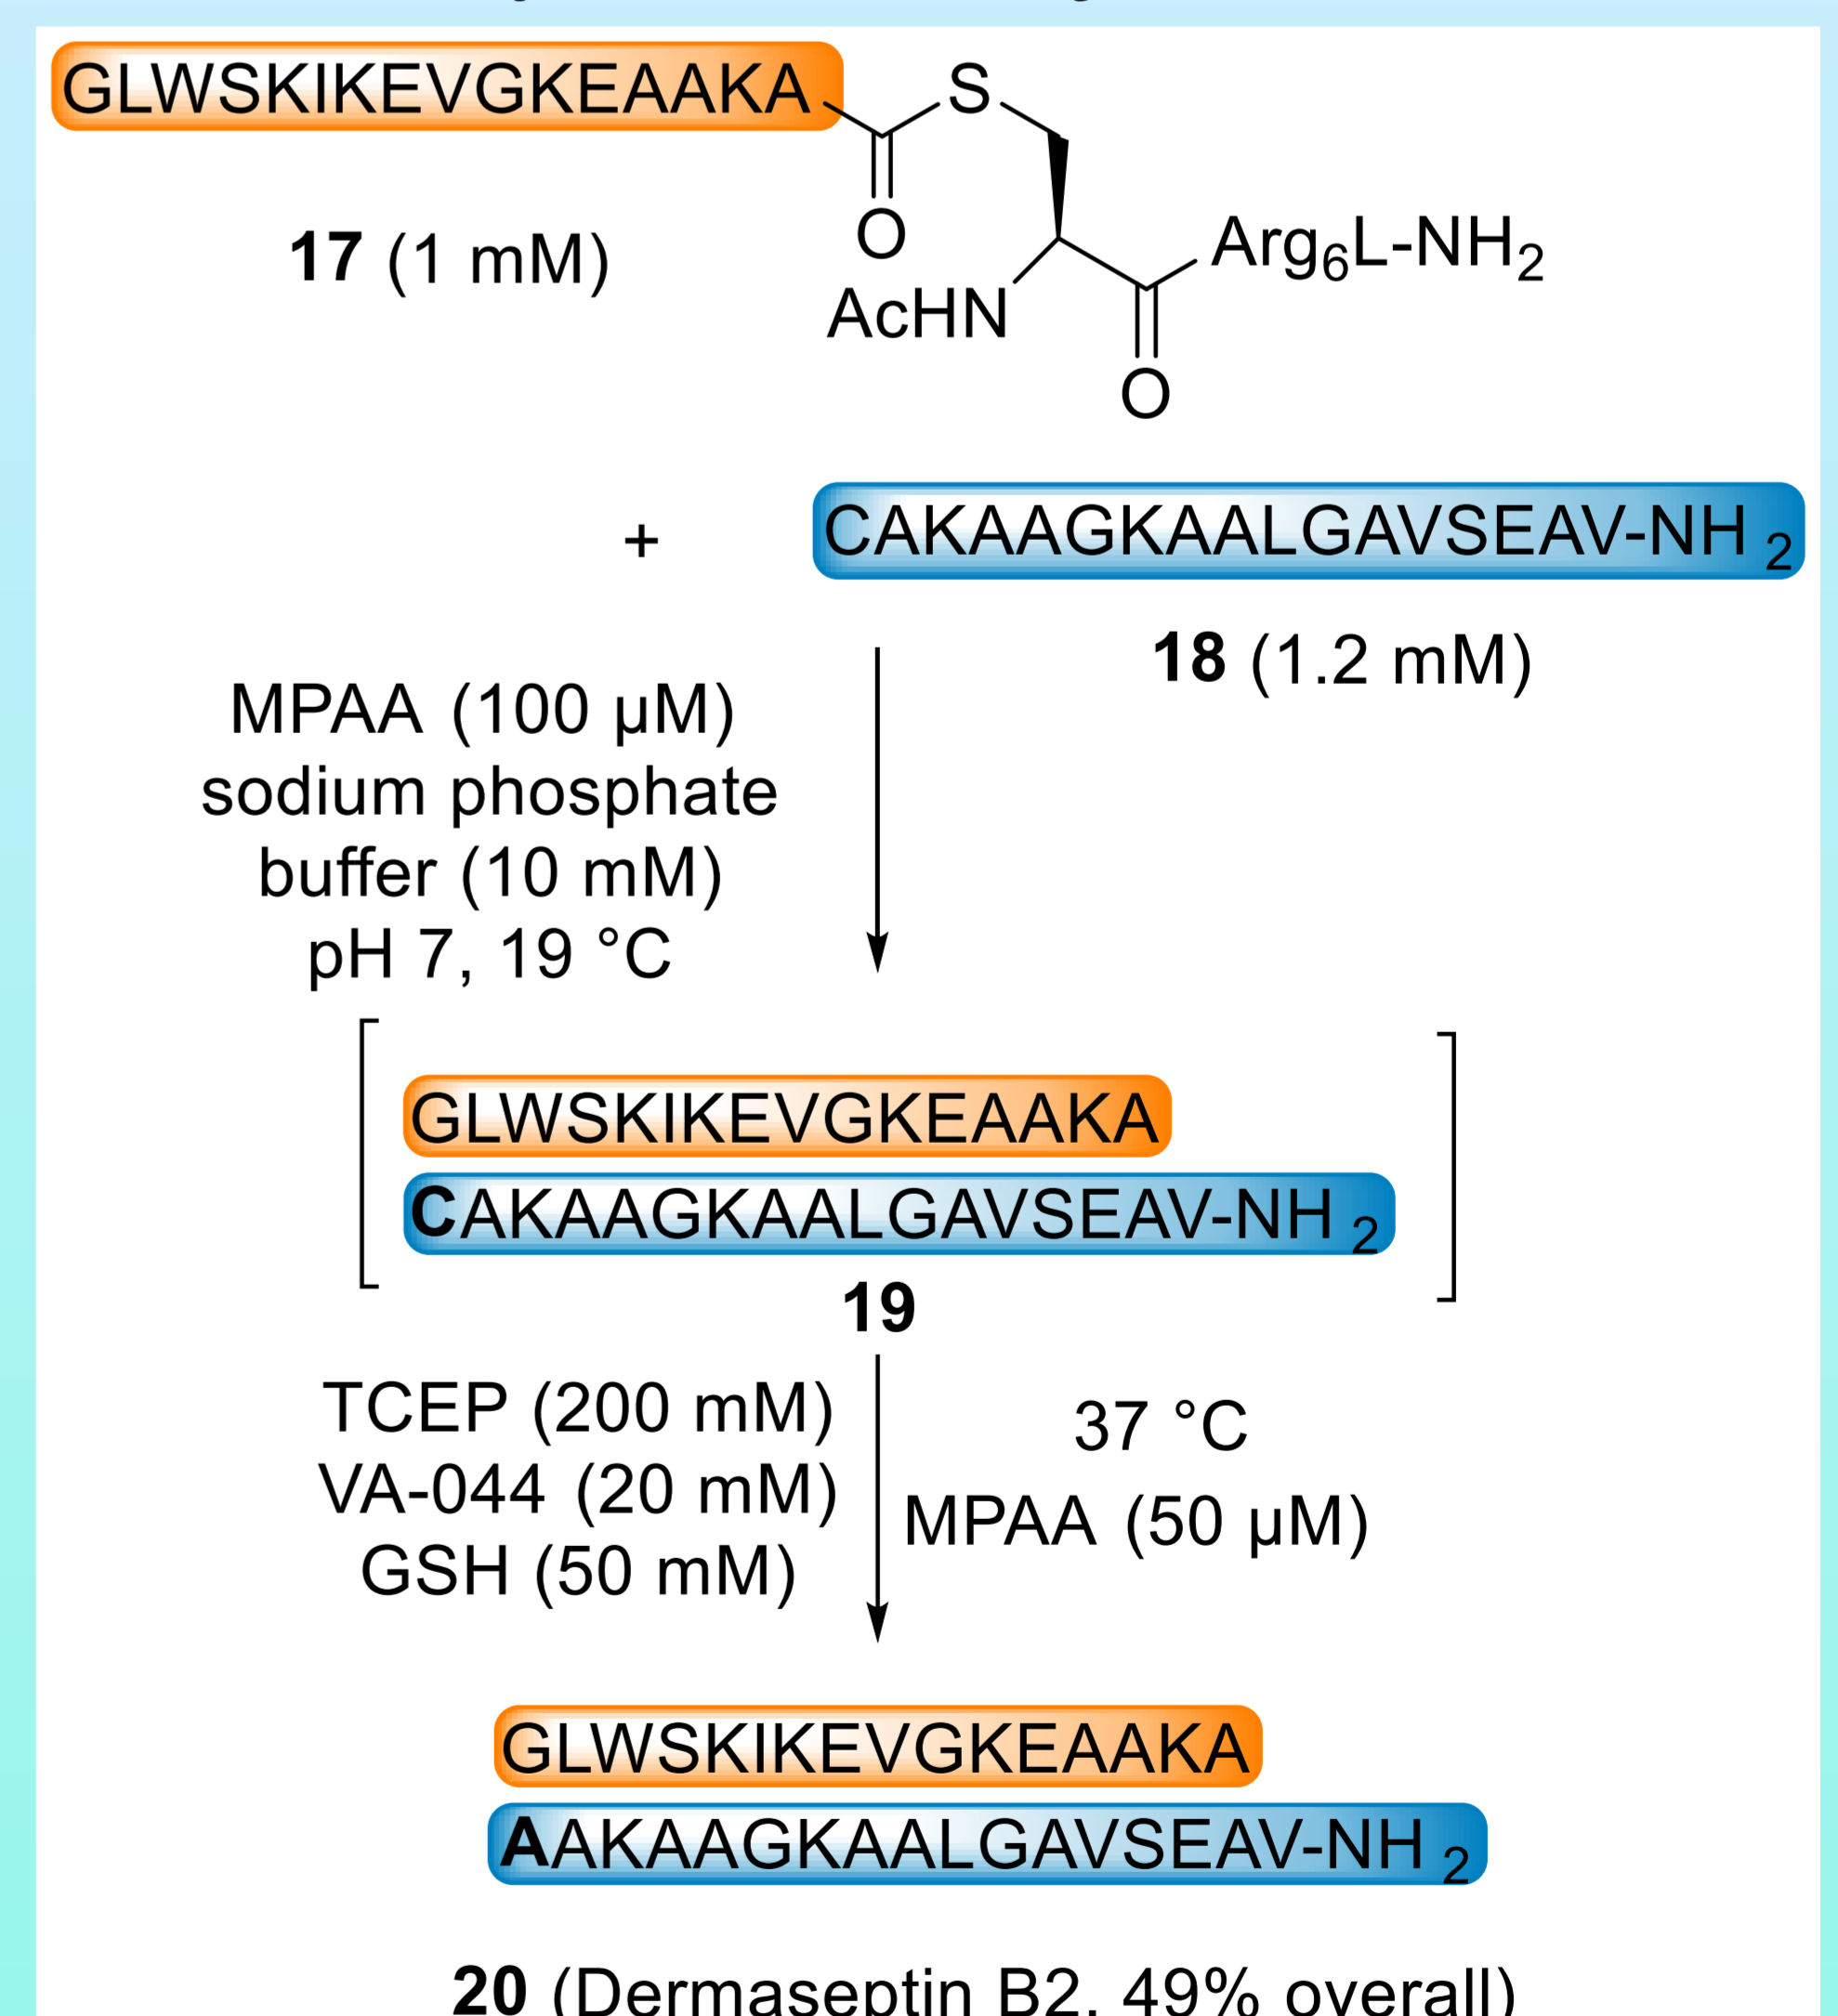 GLWSKIKEVGKEAAKA
S
O
17 (1 mM)
Arg6L-NH2
AcHN
O
+
CAKAAGKAALGAVSEAV-NH2
18 (1.2 mM)
MPAA (100 µM)
sodium phosphate
buffer (10 mM)
pH 7, 19 °C
GLWSKIKEVGKEAAKA
CAKAAGKAALGAVSEAV-NH2
19
TCEP (200 mM)
VA-044 (20 mM)
GSH (50 mM)
37 °C
MPAA (50 µM)
GLWSKIKEVGKEAAKA
AAKAAGKAALGAVSEAV-NH2
20 (Dermaseptin B2, 49% overall)